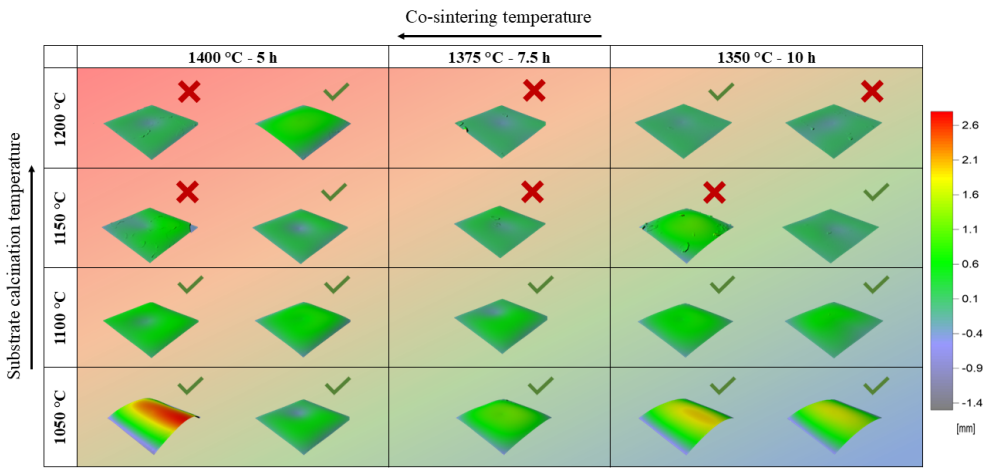 Co-sintering temperature
1400 °C - 5 h
1375 °C - 7.5 h
1350 °C - 10 h
Substrate calcination temperature
1200 °C
1150 °C
1100 °C
1050 °C
2.6
2.1
1.6
1.1
0.6
0.1
-0.4
-0.9
-1.4
[mm]